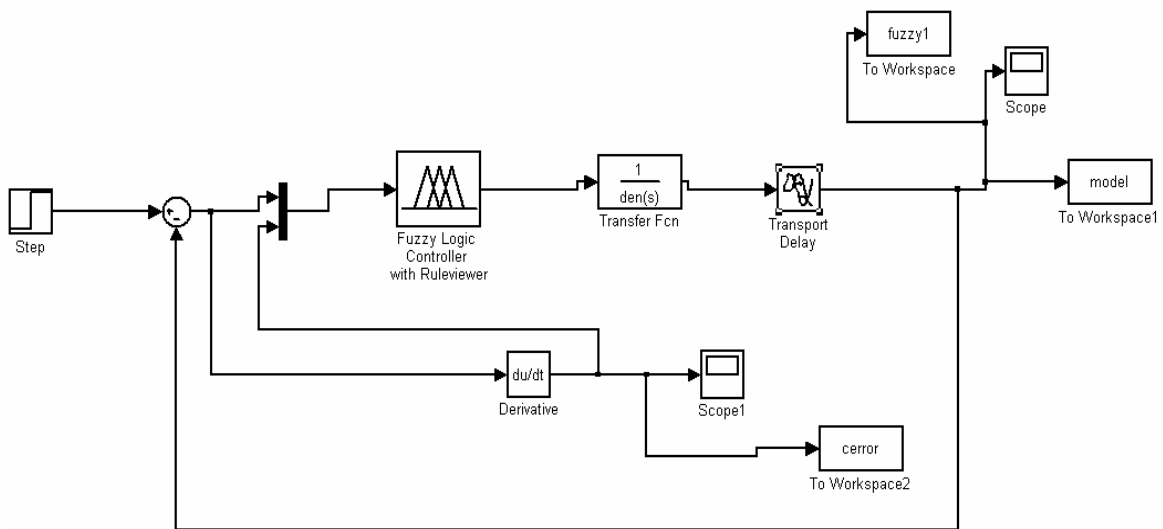 fuzzy1
To Workspace
Scope
Step
Fuzzy Logic
Controller
with Ruleviewer
1
den(s)
Transfer Fcn
Transport
Delay
model
To Workspace1
du/dt
Derivative
Scope1
cerror
To Workspace2